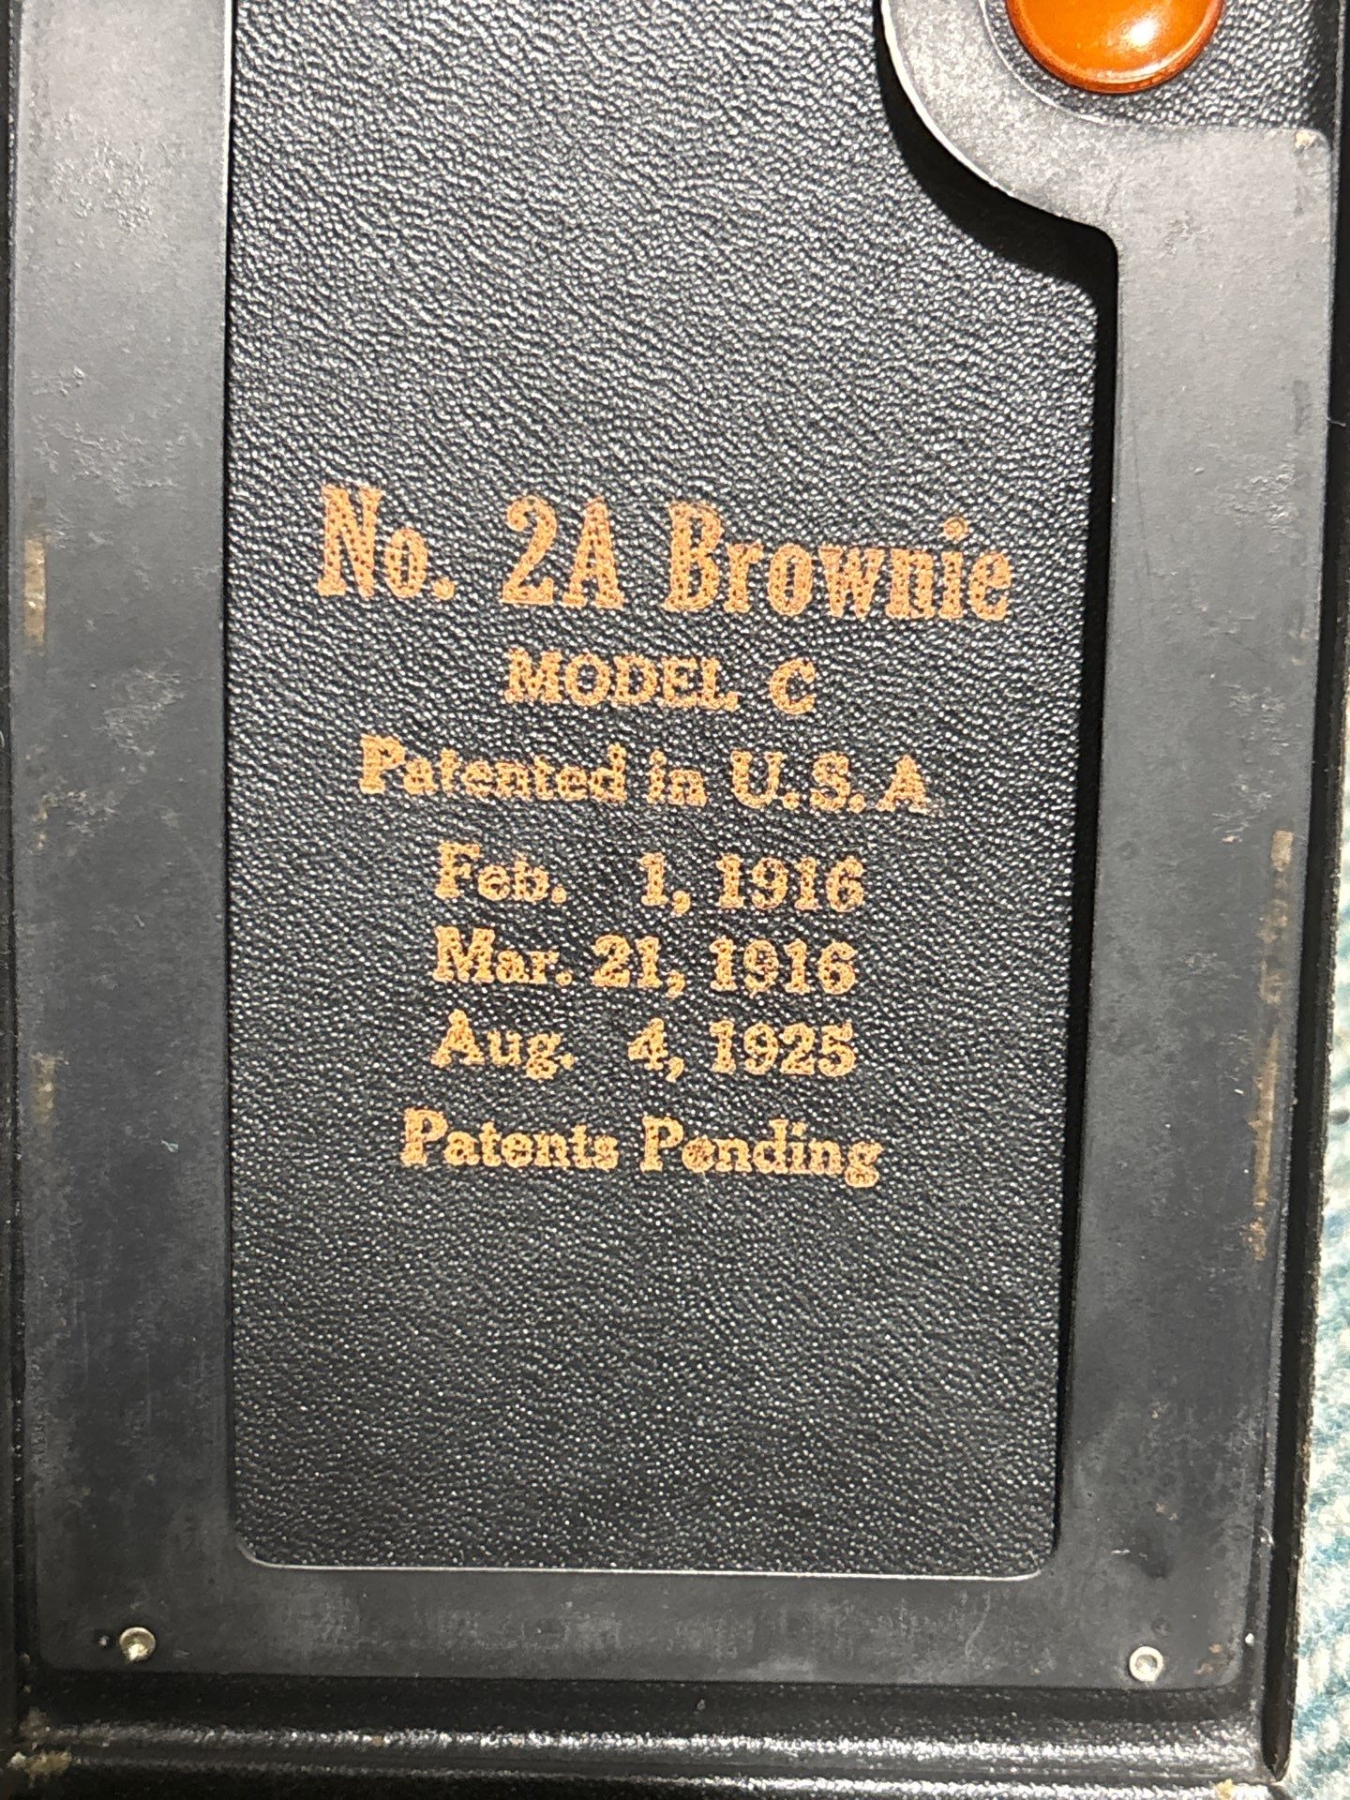 No. 2A Brownie
MODEL C
Patented in U.S.A
Feb. 1, 1916
Mar. 21, 1916
Aug. 4, 1925
Patents Pending